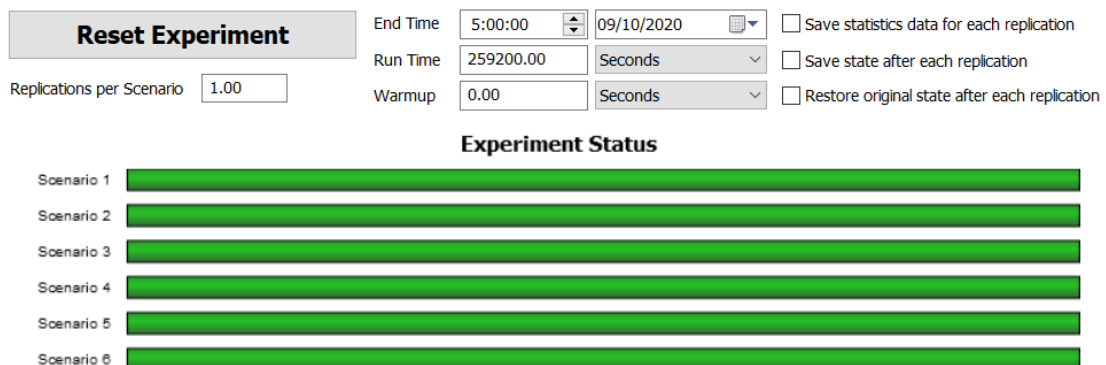 Reset Experiment
End Time 5:00:00 09/10/2020 Save statistics data for each replication
Run Time 259200.00 Seconds Save state after each replication
Replications per Scenario 1.00
Warmup 0.00 Seconds Restore original state after each replication
Experiment Status
Scenario 1
Scenario 2
Scenario 3
Scenario 4
Scenario 5
Scenario 6